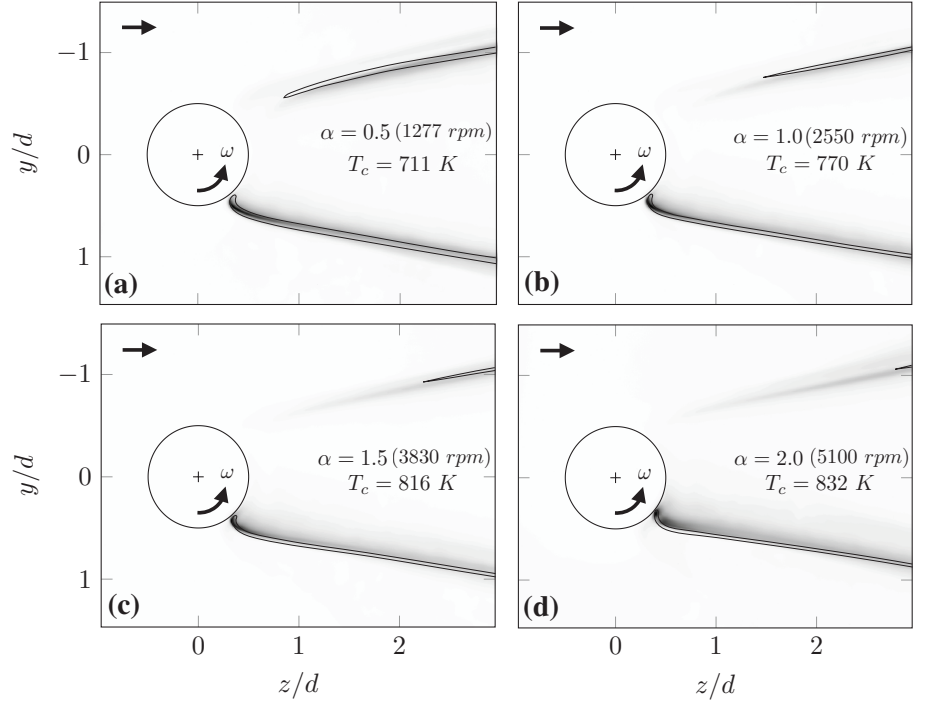 −1
0
1
y/d
ω
α = 0.5 (1277 rpm)
T_c = 711 K
(a)
ω
α = 1.0 (2550 rpm)
T_c = 770 K
(b)
−1
0
1
y/d
ω
α = 1.5 (3830 rpm)
T_c = 816 K
(c)
0
1
2
z/d
ω
α = 2.0 (5100 rpm)
T_c = 832 K
(d)
0
1
2
z/d